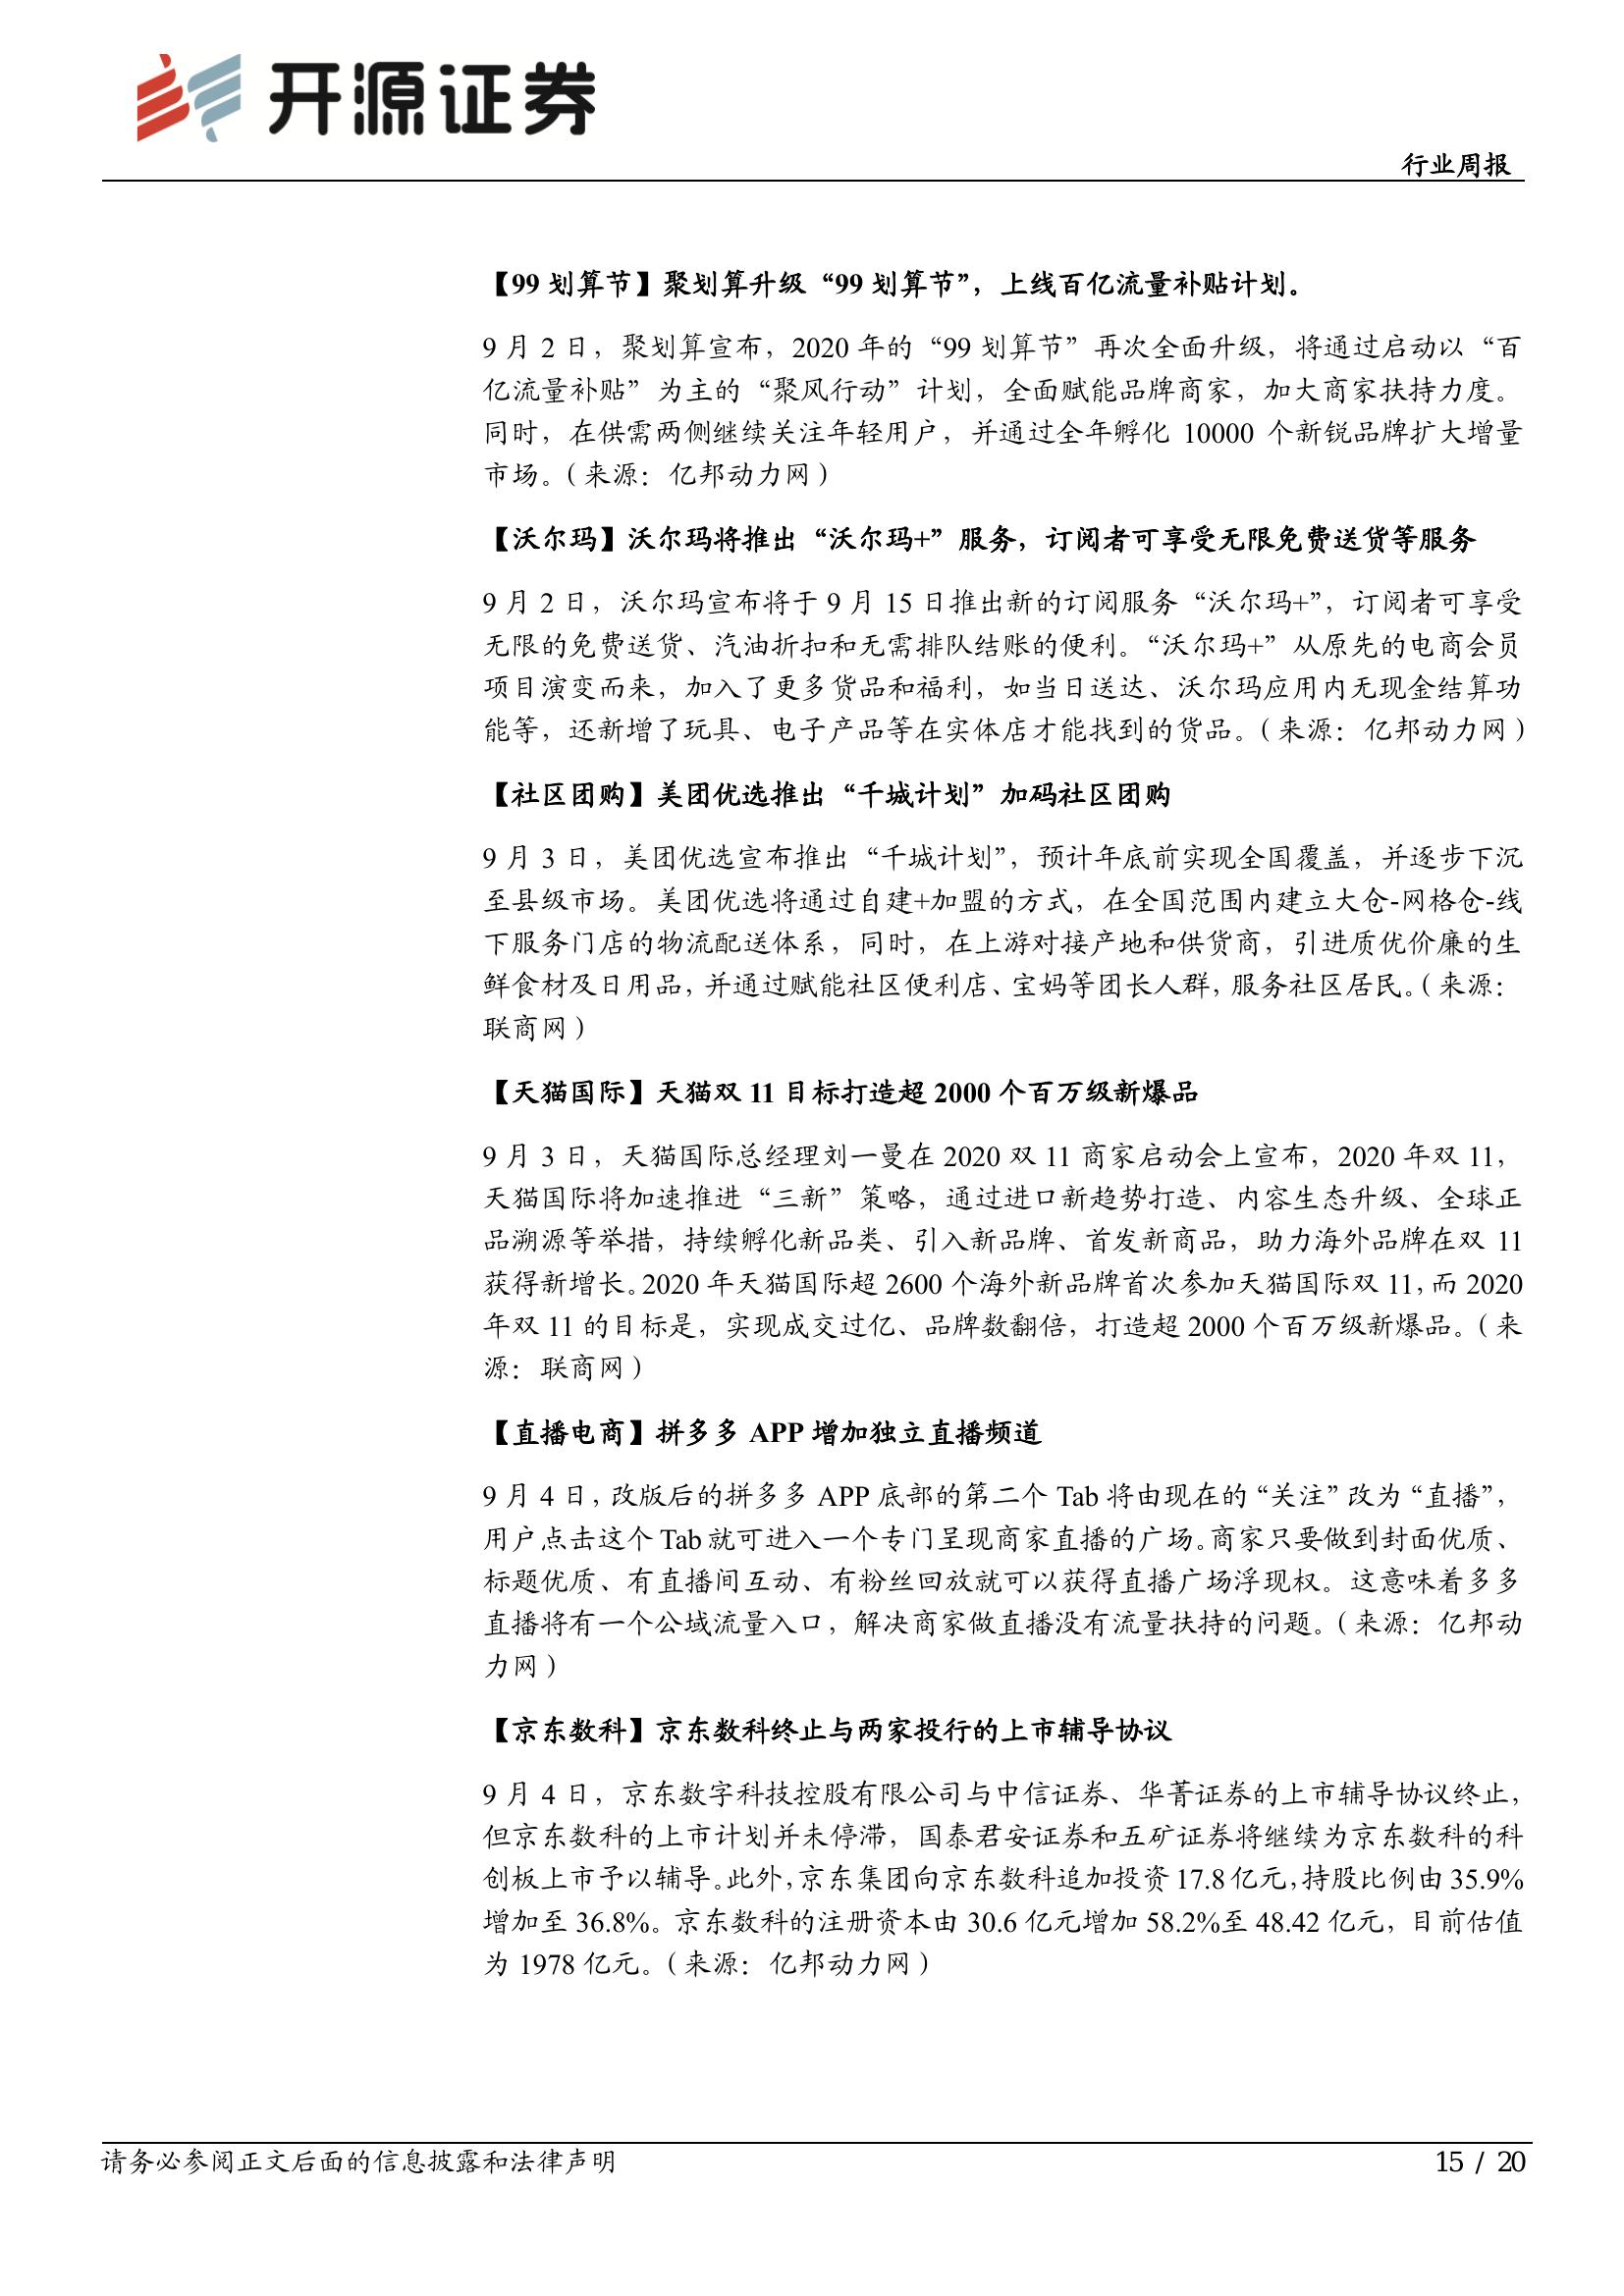 开源证券
行业周报
【99 划算节】聚划算升级“99 划算节”，上线百亿流量补贴计划。
9 月 2 日，聚划算宣布，2020 年的“99 划算节”再次全面升级，将通过启动以“百
亿流量补贴”为主的“聚风行动”计划，全面赋能品牌商家，加大商家扶持力度。
同时，在供需两侧继续关注年轻用户，并通过全年孵化 10000 个新锐品牌扩大增量
市场。（来源：亿邦动力网）
【沃尔玛】沃尔玛将推出“沃尔玛+”服务，订阅者可享受无限免费送货等服务
9 月 2 日，沃尔玛宣布将于 9 月 15 日推出新的订阅服务“沃尔玛+”，订阅者可享受
无限的免费送货、汽油折扣和无需排队结账的便利。“沃尔玛+”从原先的电商会员
项目演变而来，加入了更多货品和福利，如当日送达、沃尔玛应用内无现金结算功
能等，还新增了玩具、电子产品等在实体店才能找到的货品。（来源：亿邦动力网）
【社区团购】美团优选推出“千城计划”加码社区团购
9 月 3 日，美团优选宣布推出“千城计划”，预计年底前实现全国覆盖，并逐步下沉
至县级市场。美团优选将通过自建+加盟的方式，在全国范围内建立大仓-网格仓-线
下服务门店的物流配送体系，同时，在上游对接产地和供货商，引进质优价廉的生
鲜食材及日用品，并通过赋能社区便利店、宝妈等团长人群，服务社区居民。（来源：
联商网）
【天猫国际】天猫双 11 目标打造超 2000 个百万级新爆品
9 月 3 日，天猫国际总经理刘一曼在 2020 双 11 商家启动会上宣布，2020 年双 11，
天猫国际将加速推进“三新”策略，通过进口新趋势打造、内容生态升级、全球正
品溯源等举措，持续孵化新品类、引入新品牌、首发新商品，助力海外品牌在双 11
获得新增长。2020 年天猫国际超 2600 个海外新品牌首次参加天猫国际双 11，而 2020
年双 11 的目标是，实现成交过亿、品牌数翻倍，打造超 2000 个百万级新爆品。（来
源：联商网）
【直播电商】拼多多 APP 增加独立直播频道
9 月 4 日，改版后的拼多多 APP 底部的第二个 Tab 将由现在的“关注”改为“直播”，
用户点击这个 Tab 就可进入一个专门呈现商家直播的广场。商家只要做到封面优质、
标题优质、有直播间互动、有粉丝回放就可以获得直播广场浮现权。这意味着多多
直播将有一个公域流量入口，解决商家做直播没有流量扶持的问题。（来源：亿邦动
力网）
【京东数科】京东数科终止与两家投行的上市辅导协议
9 月 4 日，京东数字科技控股有限公司与中信证券、华菁证券的上市辅导协议终止，
但京东数科的上市计划并未停滞，国泰君安证券和五矿证券将继续为京东数科的科
创板上市予以辅导。此外，京东集团向京东数科追加投资 17.8 亿元，持股比例由 35.9%
增加至 36.8%。京东数科的注册资本由 30.6 亿元增加 58.2%至 48.42 亿元，目前估值
为 1978 亿元。（来源：亿邦动力网）
请务必参阅正文后面的信息披露和法律声明
15 / 20